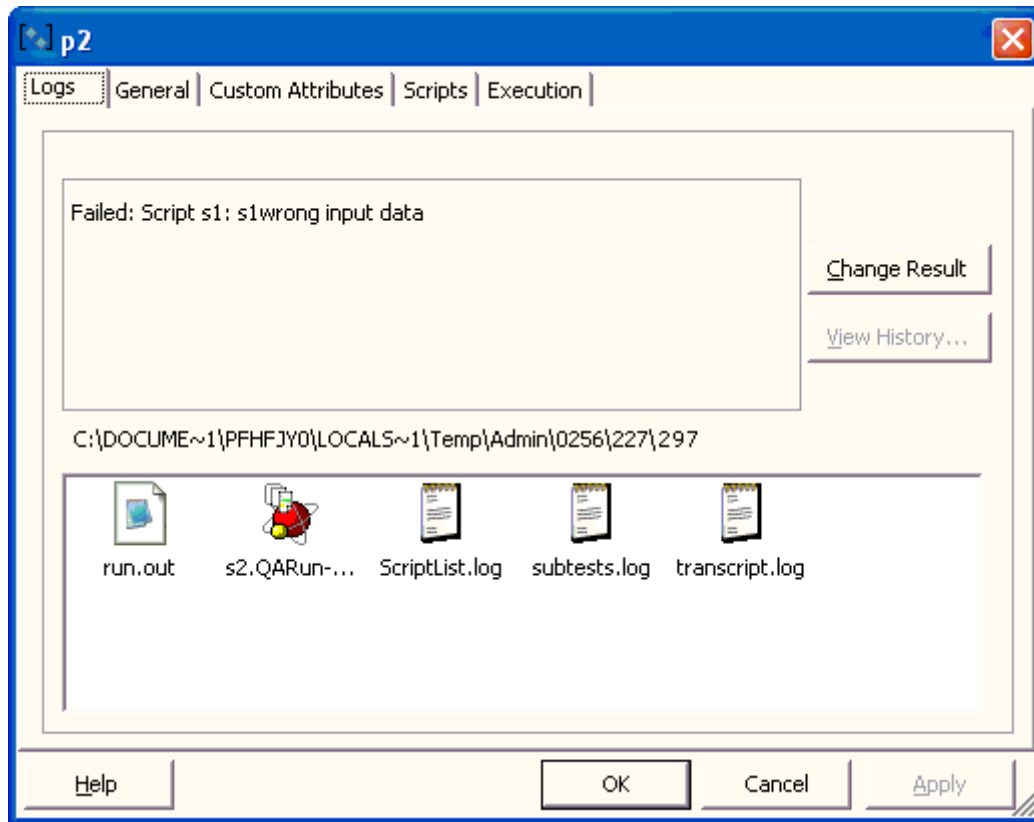 p2
Logs General Custom Attributes Scripts Execution
Failed: Script s1: s1wrong input data
Change Result
View History...
C:\DOCUME~1\PFHFJY0\LOCALS~1\Temp\Admin\0256\227\297
run.out s2.QARun-... ScriptList.log subtests.log transcript.log
Help OK Cancel Apply